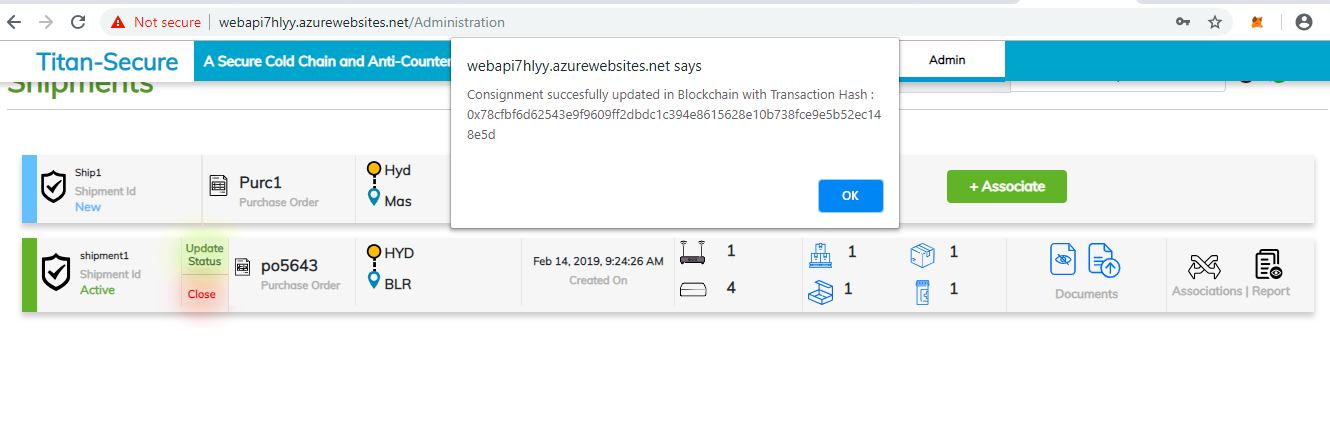 Not secure | webapi7hlyy.azurewebsites.net/Administration
Titan-Secure
A Secure Cold Chain and Anti-Counter
Admin
Shipments
webapi7hlyy.azurewebsites.net says
Consignment succesfully updated in Blockchain with Transaction Hash :
0x78cfbf6d62543e9f9609ff2dbdc1c394e8615628e10b738fce9e5b52ec14
8e5d
OK
Ship1
Shipment Id
New
Purc1
Purchase Order
Hyd
Mas
+ Associate
shipment1
Shipment Id
Active
Update
Status
Close
po5643
Purchase Order
HYD
BLR
Feb 14, 2019, 9:24:26 AM
Created On
1
4
1
1
1
1
Documents
Associations | Report